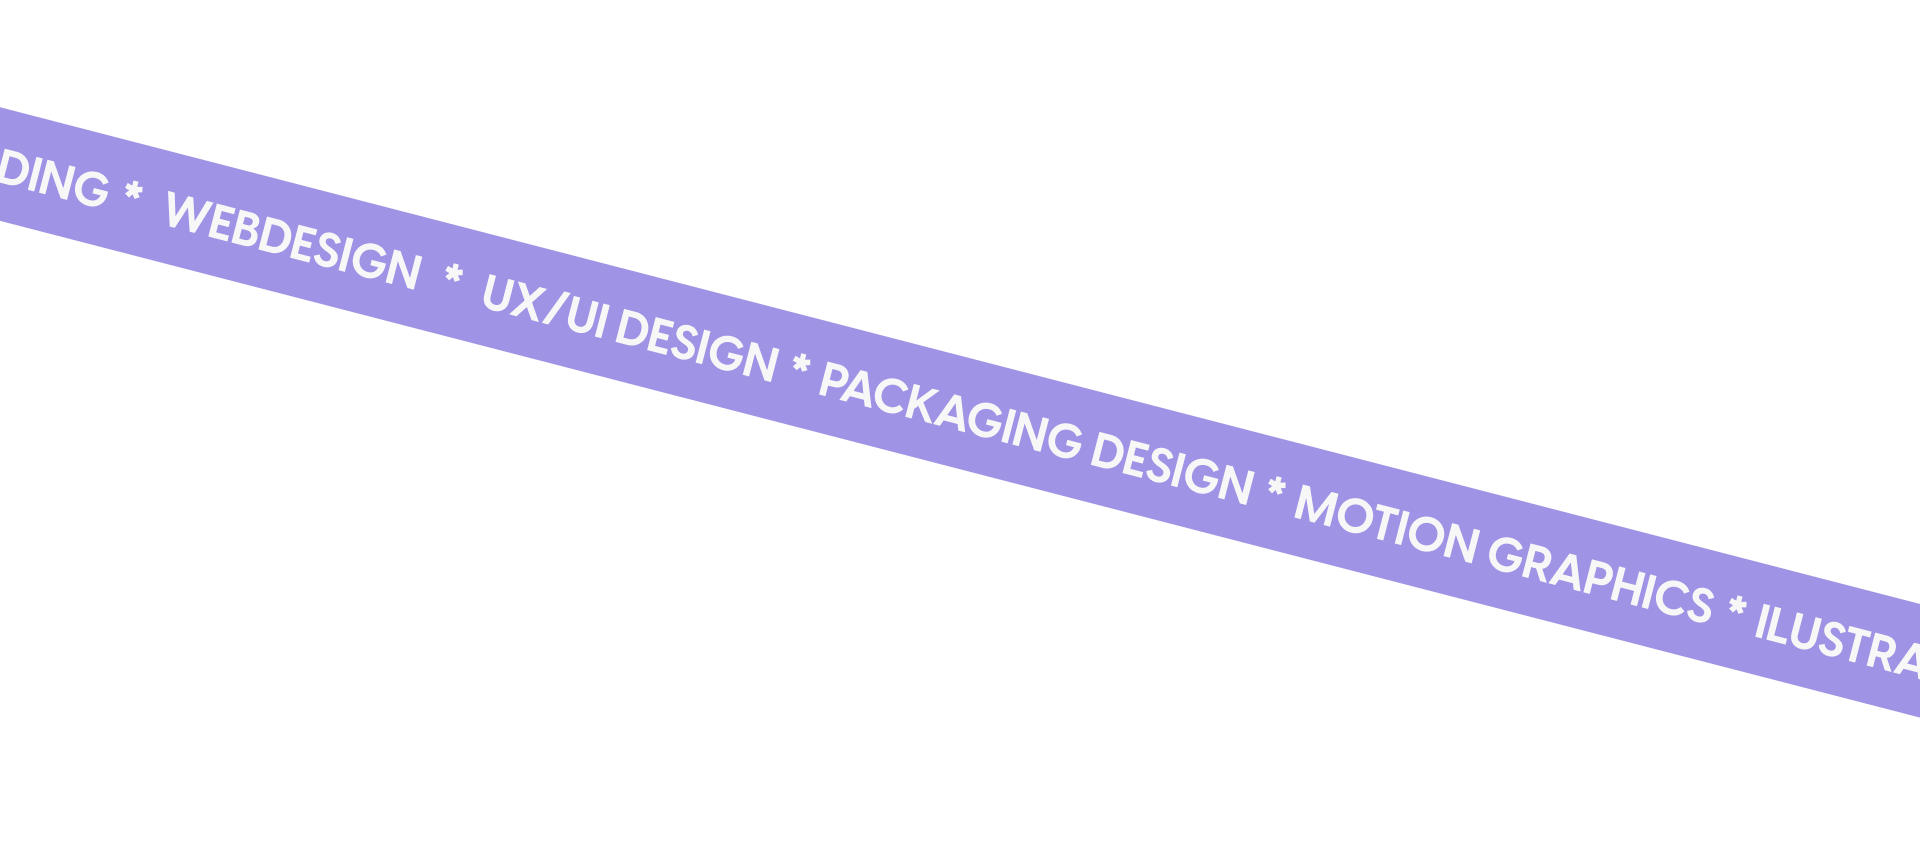 DING * WEBDESIGN * UX/UI DESIGN * PACKAGING DESIGN * MOTION GRAPHICS * ILUSTRA